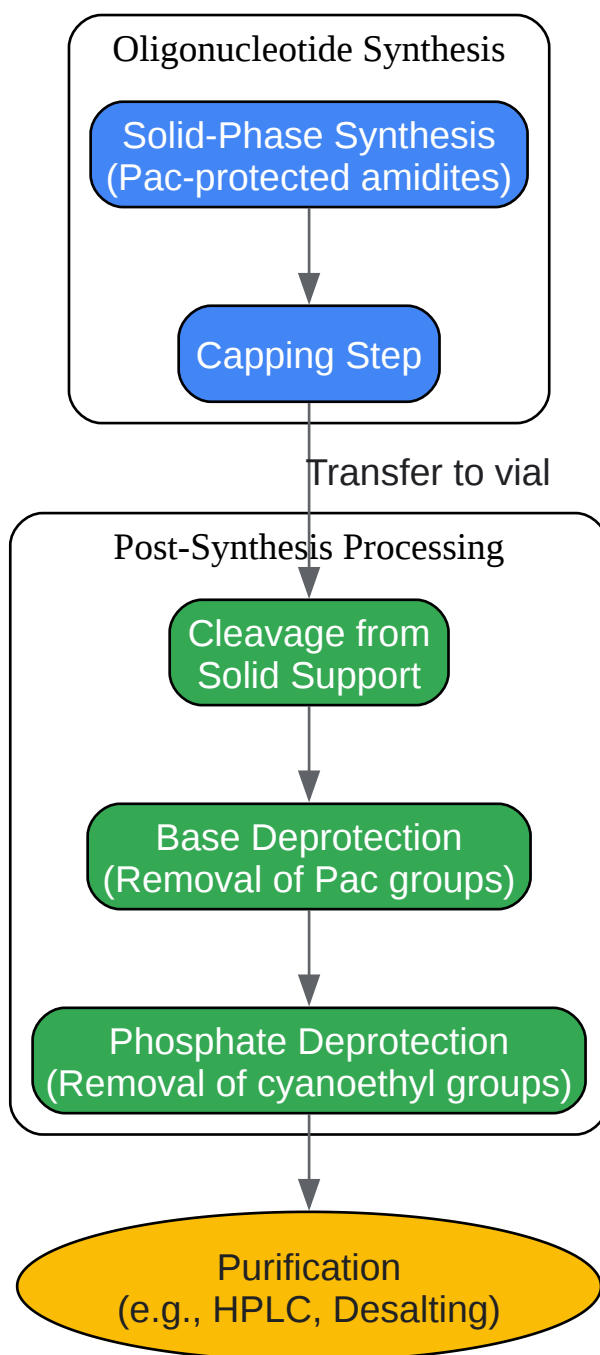 Oligonucleotide Synthesis
Solid-Phase Synthesis
(Pac-protected amidites)
Capping Step
Transfer to vial
Post-Synthesis Processing
Cleavage from
Solid Support
Base Deprotection
(Removal of Pac groups)
Phosphate Deprotection
(Removal of cyanoethyl groups)
Purification
(e.g., HPLC, Desalting)